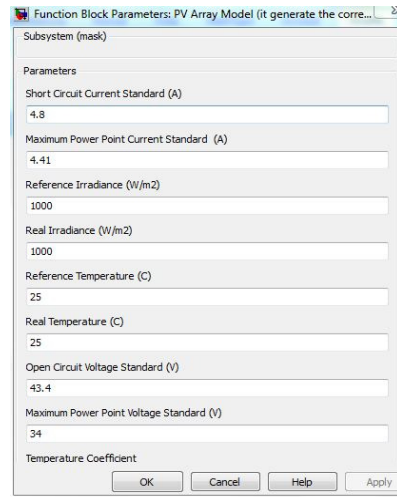 Function Block Parameters: PV Array Model (it generate the corre...
Subsystem (mask)
Parameters
Short Circuit Current Standard (A)
4.8
Maximum Power Point Current Standard (A)
4.41
Reference Irradiance (W/m2)
1000
Real Irradiance (W/m2)
1000
Reference Temperature (C)
25
Real Temperature (C)
25
Open Circuit Voltage Standard (V)
43.4
Maximum Power Point Voltage Standard (V)
34
Temperature Coefficient
OK Cancel Help Apply